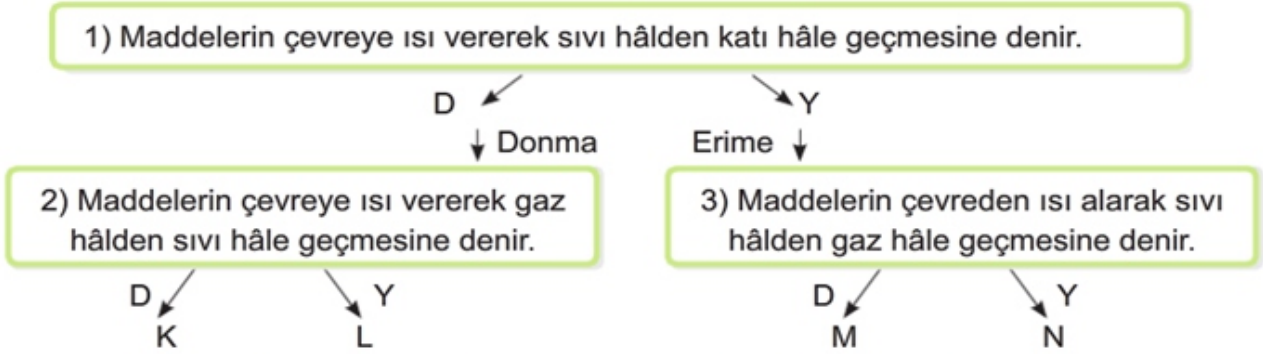 1) Maddelerin çevreye ısı vererek sıvı hâlden katı hâle geçmesine denir.
D Y
Donma Erime
2) Maddelerin çevreye ısı vererek gaz
hâlden sıvı hâle geçmesine denir.
3) Maddelerin çevreden ısı alarak sıvı
hâlden gaz hâle geçmesine denir.
D Y D Y
K L M N